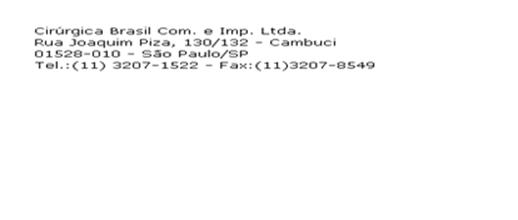 Cirúrgica Brasil Com. e Imp. Ltda.
Rua Joaquim Piza, 130/132 - Cambuci
01528-010 - São Paulo/SP
Tel.:(11) 3207-1522 - Fax:(11)3207-8549